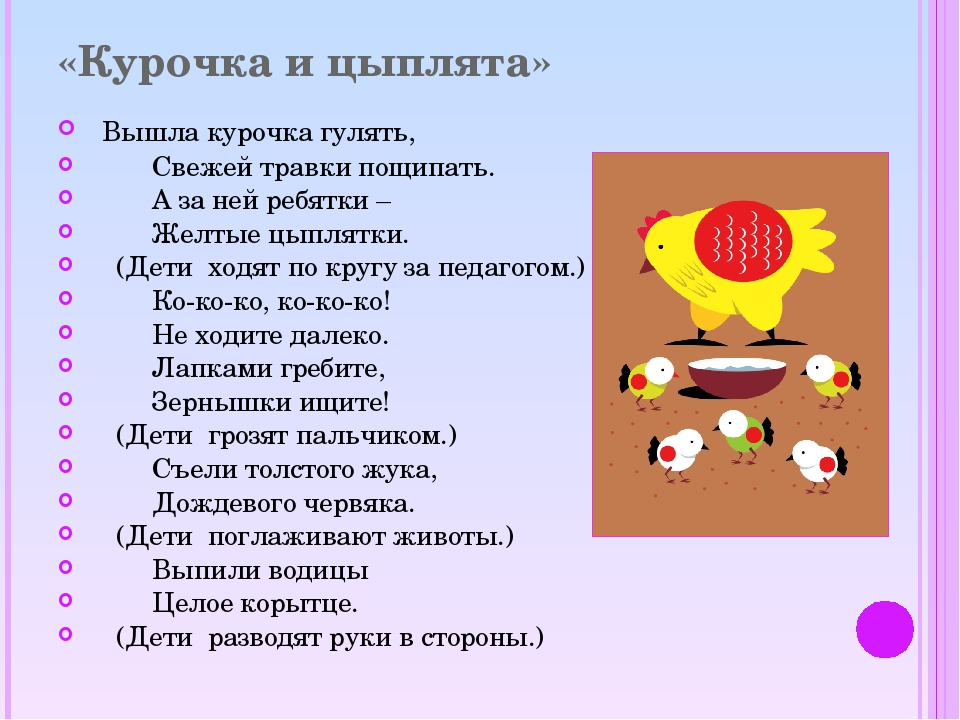 «Курочка и цыплята»
Вышла курочка гулять,
Свежей травки пощипать.
А за ней ребятки –
Желтые цыплятки.
(Дети ходят по кругу за педагогом.)
Ко-ко-ко, ко-ко-ко!
Не ходите далеко.
Лапками гребите,
Зернышки ищите!
(Дети грозят пальчиком.)
Съели толстого жука,
Дождевого червяка.
(Дети поглаживают животы.)
Выпили водицы
Целое корытце.
(Дети разводят руки в стороны.)